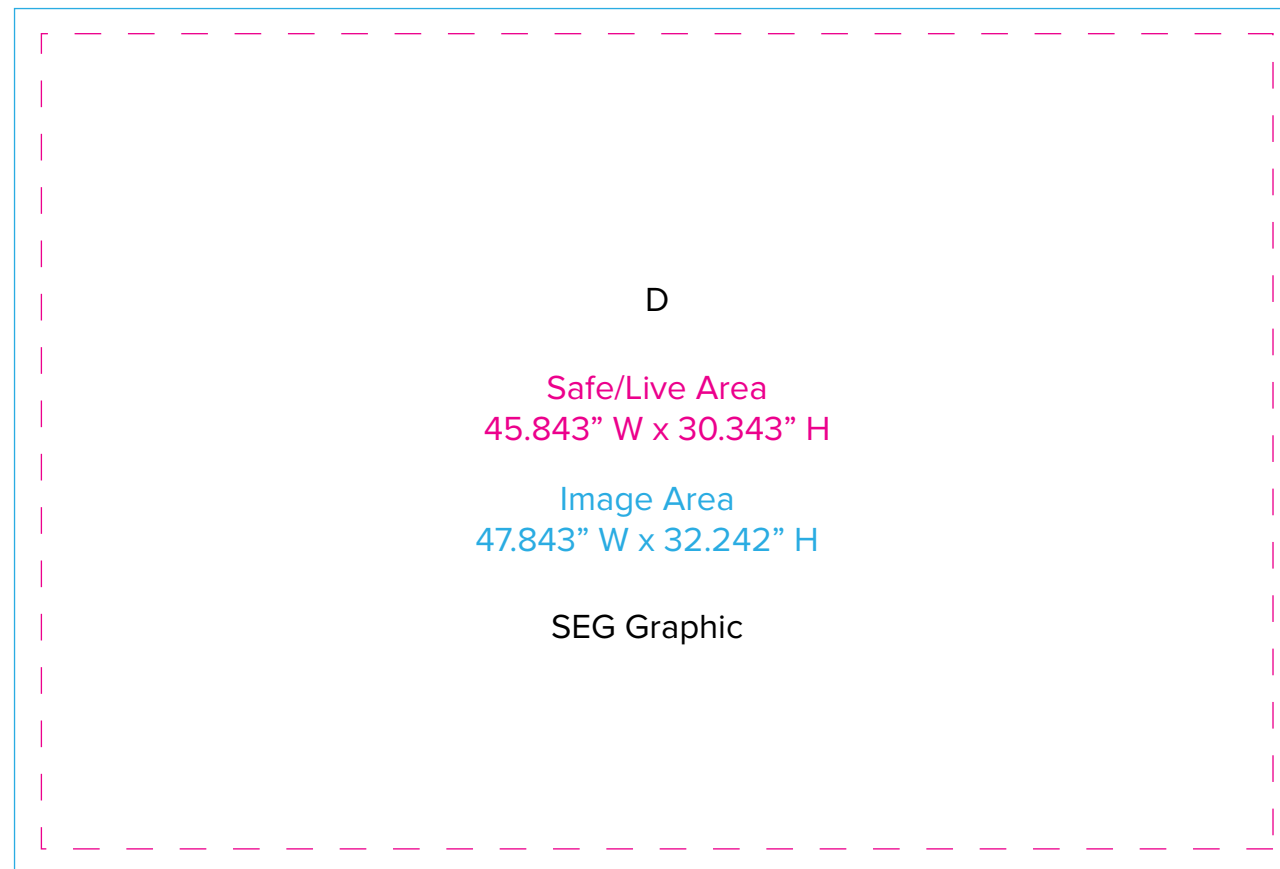 D
Safe/Live Area
45.843” W x 30.343” H
Image Area
47.843” W x 32.242” H
SEG Graphic